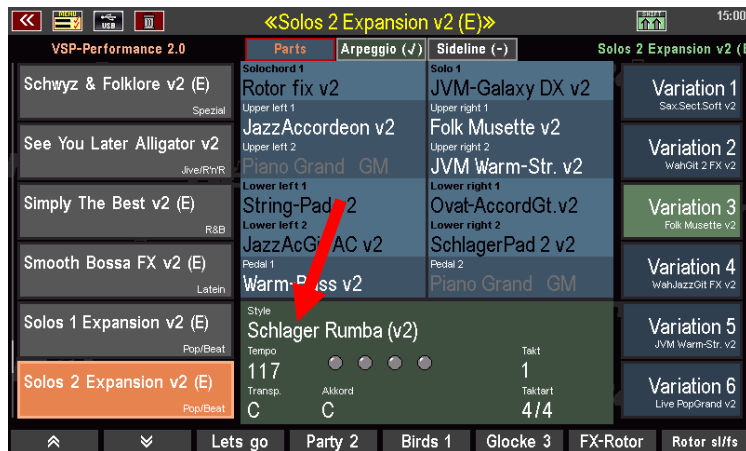 MENU
USB
«Solos 2 Expansion v2 (E)»
SHIFT
15:00
VSP-Performance 2.0
Parts
Arpeggio (√)
Sideline (-)
Solos 2 Expansion v2 (E
Schwyz & Folklore v2 (E)
Spezial
See You Later Alligator v2
Jive/R'n'R
Simply The Best v2 (E)
R&B
Smooth Bossa FX v2 (E)
Latein
Solos 1 Expansion v2 (E)
Pop/Beat
Solos 2 Expansion v2 (E)
Pop/Beat
Solochord 1
Rotor fix v2
Solo 1
JVM-Galaxy DX v2
Upper left 1
JazzAccordeon v2
Upper right 1
Folk Musette v2
Upper left 2
Piano Grand GM
Upper right 2
JVM Warm-Str. v2
Lower left 1
String-Pad v2
Lower right 1
Ovat-AccordGt.v2
Lower left 2
AC v2
Lower right 2
SchlagerPad 2 v2
Pedal 1
Warm-Bass v2
Pedal 2
Piano Grand GM
Style
Schlager Rumba (v2)
Tempo
117
Takt
1
Transp.
C
Akkord
C
Taktart
4/4
Variation 1
Sax.Sect.Soft v2
Variation 2
WahGit 2 FX v2
Variation 3
Folk Musette v2
Variation 4
WahJazzGit FX v2
Variation 5
JVM Warm-Str. v2
Variation 6
Live PopGrand v2
Lets go
Party 2
Birds 1
Glocke 3
FX-Rotor
Rotor sl/fs